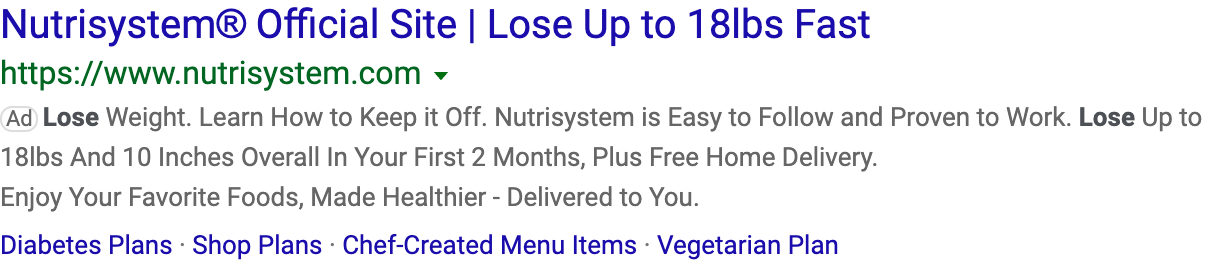 Nutrisystem® Official Site | Lose Up to 18lbs Fast
https://www.nutrisystem.com
Ad Lose Weight. Learn How to Keep it Off. Nutrisystem is Easy to Follow and Proven to Work. Lose Up to
18lbs And 10 Inches Overall In Your First 2 Months, Plus Free Home Delivery.
Enjoy Your Favorite Foods, Made Healthier - Delivered to You.
Diabetes Plans · Shop Plans · Chef-Created Menu Items · Vegetarian Plan